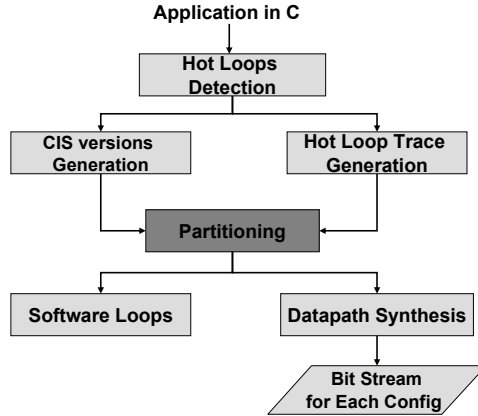 Application in C
Hot Loops
Detection
CIS versions
Generation
Hot Loop Trace
Generation
Partitioning
Software Loops
Datapath Synthesis
Bit Stream
for Each Config